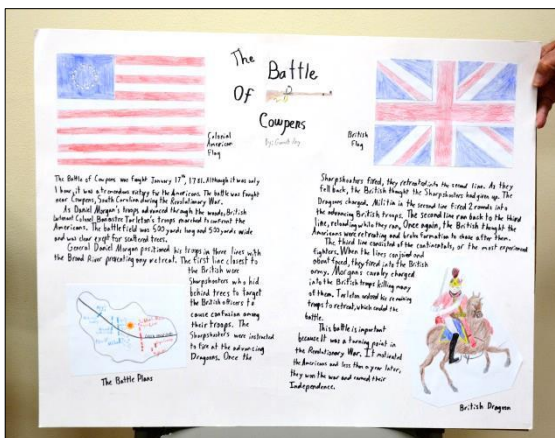 The
Battle
Of
Cowpens
By:
Colonial
American
Flag
British
Flag
The Battle of Cowpens was fought January 17th, 1781. Although it was only
1 hour, it was a tremendous victory for the Americans. The battle was fought
near Cowpens, South Carolina during the Revolutionary War.
As Daniel Morgan's troops advanced through the woods, British
Colonel Banastre Tarleton's troops marched to confront the
Americans. The battlefield was 500 yards long and 500 yards wide
and was clear except for scattered trees.
General Daniel Morgan positioned his troops in three lines with
the Broad River preventing any retreat. The first line closest to
the British were
Sharpshooters who hid
behind trees to target
the British officers to
cause confusion among
their troops. The
Sharpshooters were instructed
to fire at the advancing
Dragoons. Once the
The Battle Plans
Sharpshooters fired, they retreated into the second line. As they
fell back, the British thought the Sharpshooters had given up. The
Dragoons charged. Militia in the second line fired 2 rounds into
the advancing British troops. The second line ran back to the third
line, reloading while they ran. Once again, the British thought the
Americans were retreating and broke formation to chase after them.
The third line consisted of the continentals, or the most experienced
fighters. When the lines conjoined and
about faced, they fired into the British
army. Morgan's cavalry charged
into the British troops killing many
of them. Tarleton ordered his remaining
troops to retreat, which ended the
battle.
This battle is important
because it was a turning point in
the Revolutionary War. It motivated
the Americans and less than a year later,
they won the war and earned their
Independence.
British Dragoon